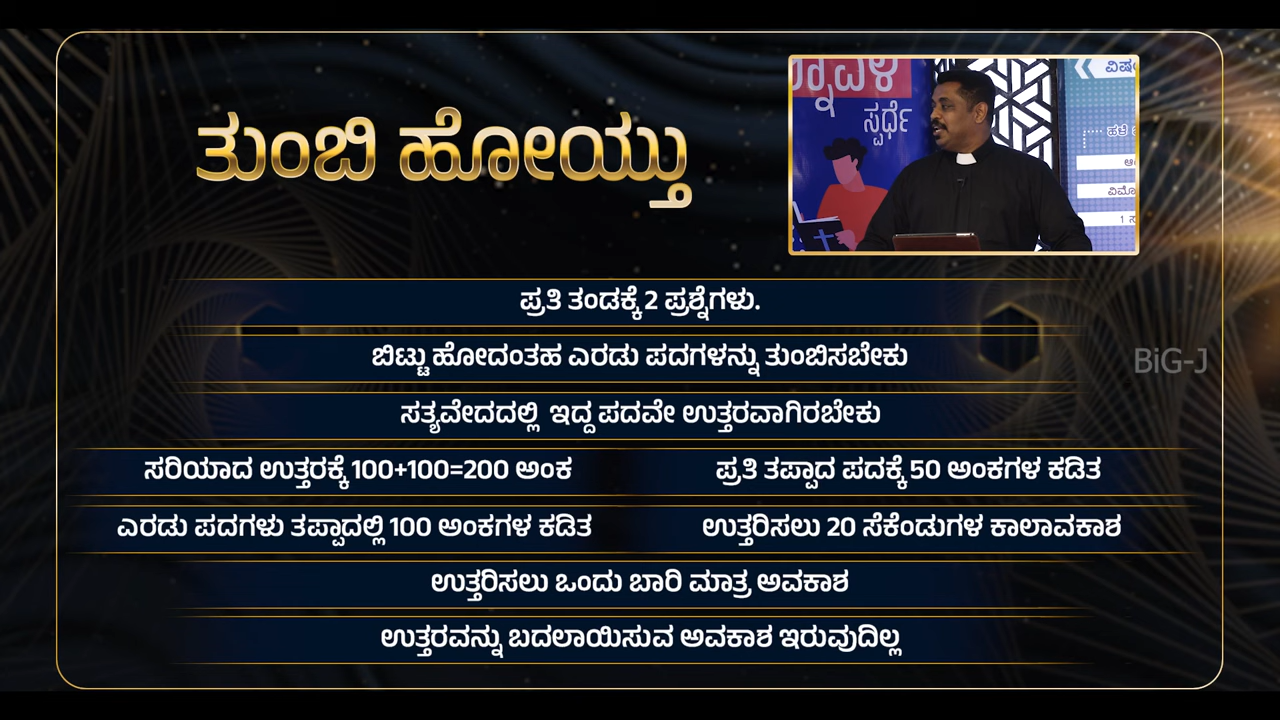 ತುಂಬಿ ಹೋಯ್ತು
ಸ್ಪರ್ಧೆ
ಪ್ರತಿ ತಂಡಕ್ಕೆ 2 ಪ್ರಶ್ನೆಗಳು.
ಬಿಟ್ಟುಹೋದಂತಹ ಎರಡು ಪದಗಳನ್ನು ತುಂಬಿಸಬೇಕು
BiG-J
ಸತ್ಯವೇದದಲ್ಲಿ ಇದ್ದ ಪದವೇ ಉತ್ತರವಾಗಿರಬೇಕು
ಸರಿಯಾದ ಉತ್ತರಕ್ಕೆ 100+100=200 ಅಂಕ
ಪ್ರತಿ ತಪ್ಪಾದ ಪದಕ್ಕೆ 50 ಅಂಕಗಳ ಕಡಿತ
ಎರಡು ಪದಗಳು ತಪ್ಪಾದಲ್ಲಿ 100 ಅಂಕಗಳ ಕಡಿತ
ಉತ್ತರಿಸಲು 20 ಸೆಕೆಂಡುಗಳ ಕಾಲಾವಕಾಶ
ಉತ್ತರಿಸಲು ಒಂದು ಬಾರಿ ಮಾತ್ರ ಅವಕಾಶ
ಉತ್ತರವನ್ನು ಬದಲಾಯಿಸುವ ಅವಕಾಶ ಇರುವುದಿಲ್ಲ